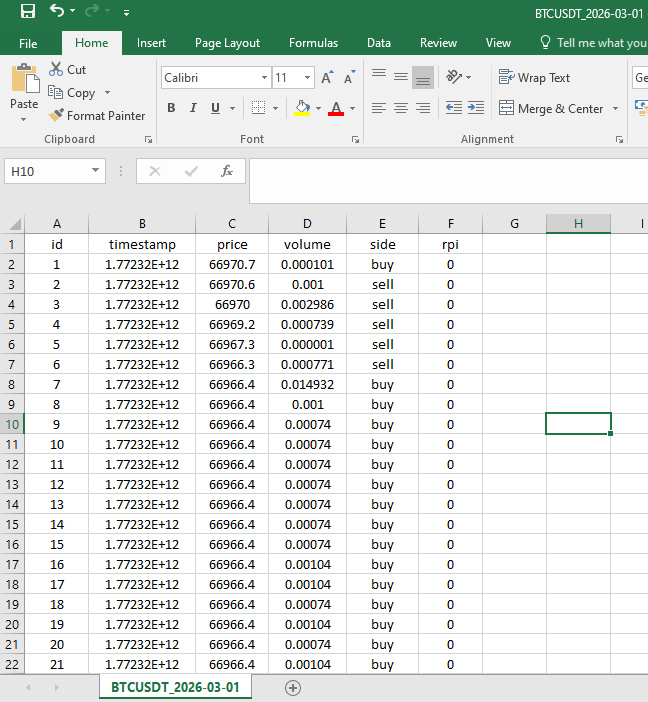 BTCUSDT_2026-03-01
File Home Insert Page Layout Formulas Data Review View Tell me what you
Paste
Cut
Copy
Format Painter
Clipboard
Calibri 11 A A
B I U A
Font
Wrap Text
Merge & Center
Alignment
Ge
H10 fx
A B C D E F G H I
1 id timestamp price volume side rpi
2 1 1.77232E+12 66970.7 0.000101 buy 0
3 2 1.77232E+12 66970.6 0.001 sell 0
4 3 1.77232E+12 66970 0.002986 sell 0
5 4 1.77232E+12 66969.2 0.000739 sell 0
6 5 1.77232E+12 66967.3 0.000001 sell 0
7 6 1.77232E+12 66966.3 0.000771 sell 0
8 7 1.77232E+12 66966.4 0.014932 buy 0
9 8 1.77232E+12 66966.4 0.001 buy 0
10 9 1.77232E+12 66966.4 0.00074 buy 0
11 10 1.77232E+12 66966.4 0.00074 buy 0
12 11 1.77232E+12 66966.4 0.00074 buy 0
13 12 1.77232E+12 66966.4 0.00074 buy 0
14 13 1.77232E+12 66966.4 0.00074 buy 0
15 14 1.77232E+12 66966.4 0.00074 buy 0
16 15 1.77232E+12 66966.4 0.00074 buy 0
17 16 1.77232E+12 66966.4 0.00104 buy 0
18 17 1.77232E+12 66966.4 0.00104 buy 0
19 18 1.77232E+12 66966.4 0.00074 buy 0
20 19 1.77232E+12 66966.4 0.00104 buy 0
21 20 1.77232E+12 66966.4 0.00074 buy 0
22 21 1.77232E+12 66966.4 0.00104 buy 0
BTCUSDT_2026-03-01